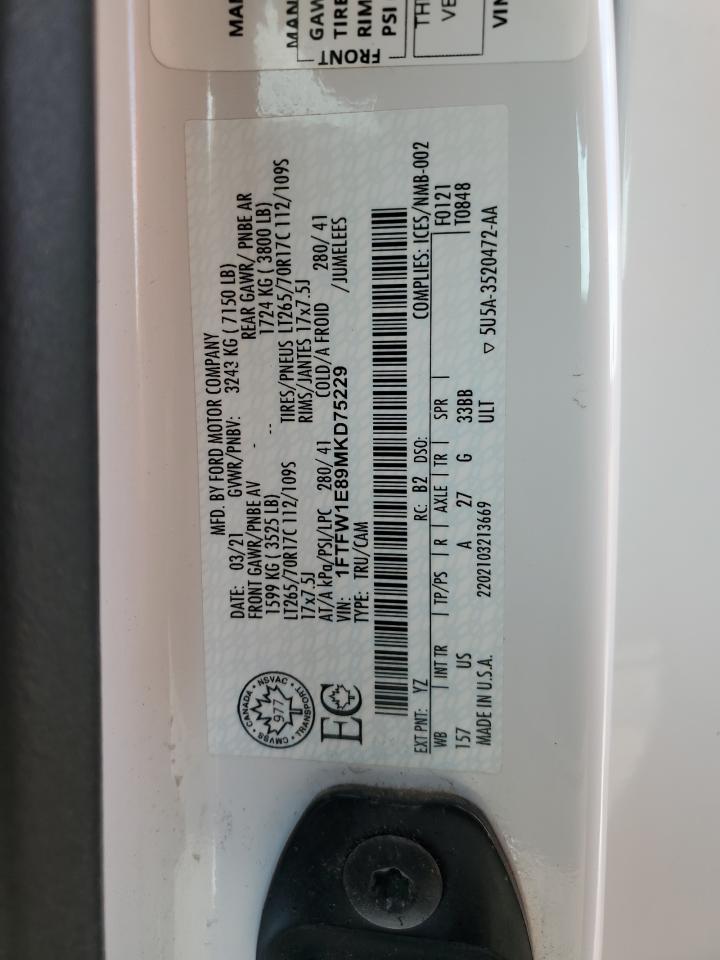 MAN
MAN
GAW
TIRE
RIM
PSI
FRONT
TH
VE
VIN
MFD. BY FORD MOTOR COMPANY
DATE: 03/21 GVWR/PNBV: 3243 KG ( 7150 LB)
FRONT GAWR/PNBE AV - REAR GAWR/ PNBE AR
1599 KG ( 3525 LB) -- 1724 KG ( 3800 LB)
LT265/70R17C 112/109S TIRES/PNEUS LT265/70R17C 112/109S
17x7.5J RIMS/JANTES 17x7.5J
AT/A kPa/PSI/LPC 280/ 41 COLD/A FROID 280/ 41
VIN: 1FTFW1E89MKD75229 /JUMELEES
TYPE: TRU/CAM
CMVSS · CANADA · NSVAC · TRANSPORT ·
977
EC
EXT PNT: YZ RC: B2 DSO: COMPLIES: ICES/NMB-002
WB INT TR TP/PS R AXLE TR SPR F0121
157 US A 27 G 33BB T0848
ULT
MADE IN U.S.A. 2202103213669 ▽ 5U5A-3520472-AA